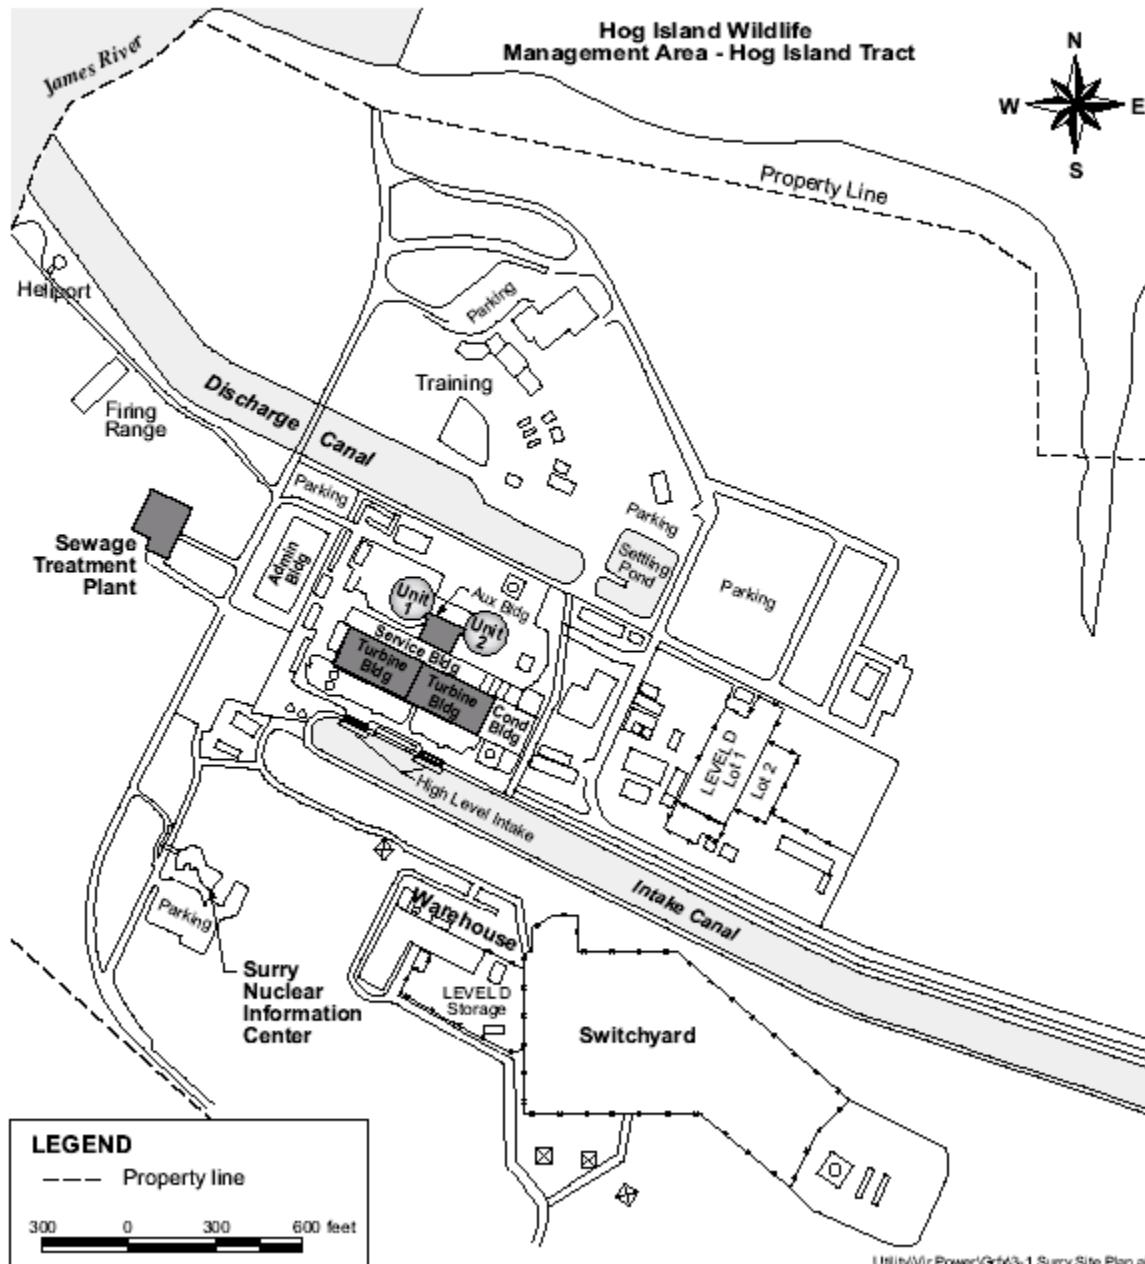 Hog Island Wildlife
Management Area - Hog Island Tract
N
W
E
S
James River
Property Line
Heliport
Parking
Training
Discharge Canal
Firing
Range
Parking
Parking
Sewage
Treatment
Plant
Admin
Bldg
Settling
Pond
Parking
Unit
1
Aux Bldg
Unit
2
Service Bldg
Turbine
Bldg
Turbine
Bldg
Cond
Bldg
LEVEL D
Lot 1
Lot 2
High Level Intake
Intake Canal
Warehouse
Parking
Surry
Nuclear
Information
Center
LEVEL D
Storage
Switchyard
LEGEND
Property line
300
0
300
600 feet